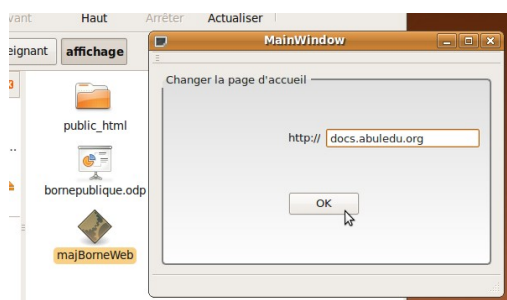 vant Haut Arrêter Actualiser
eignant affichage
MainWindow
Changer la page d'accueil
public_html
http:// docs.abuledu.org
bornepublique.odp
OK
majBorneWeb